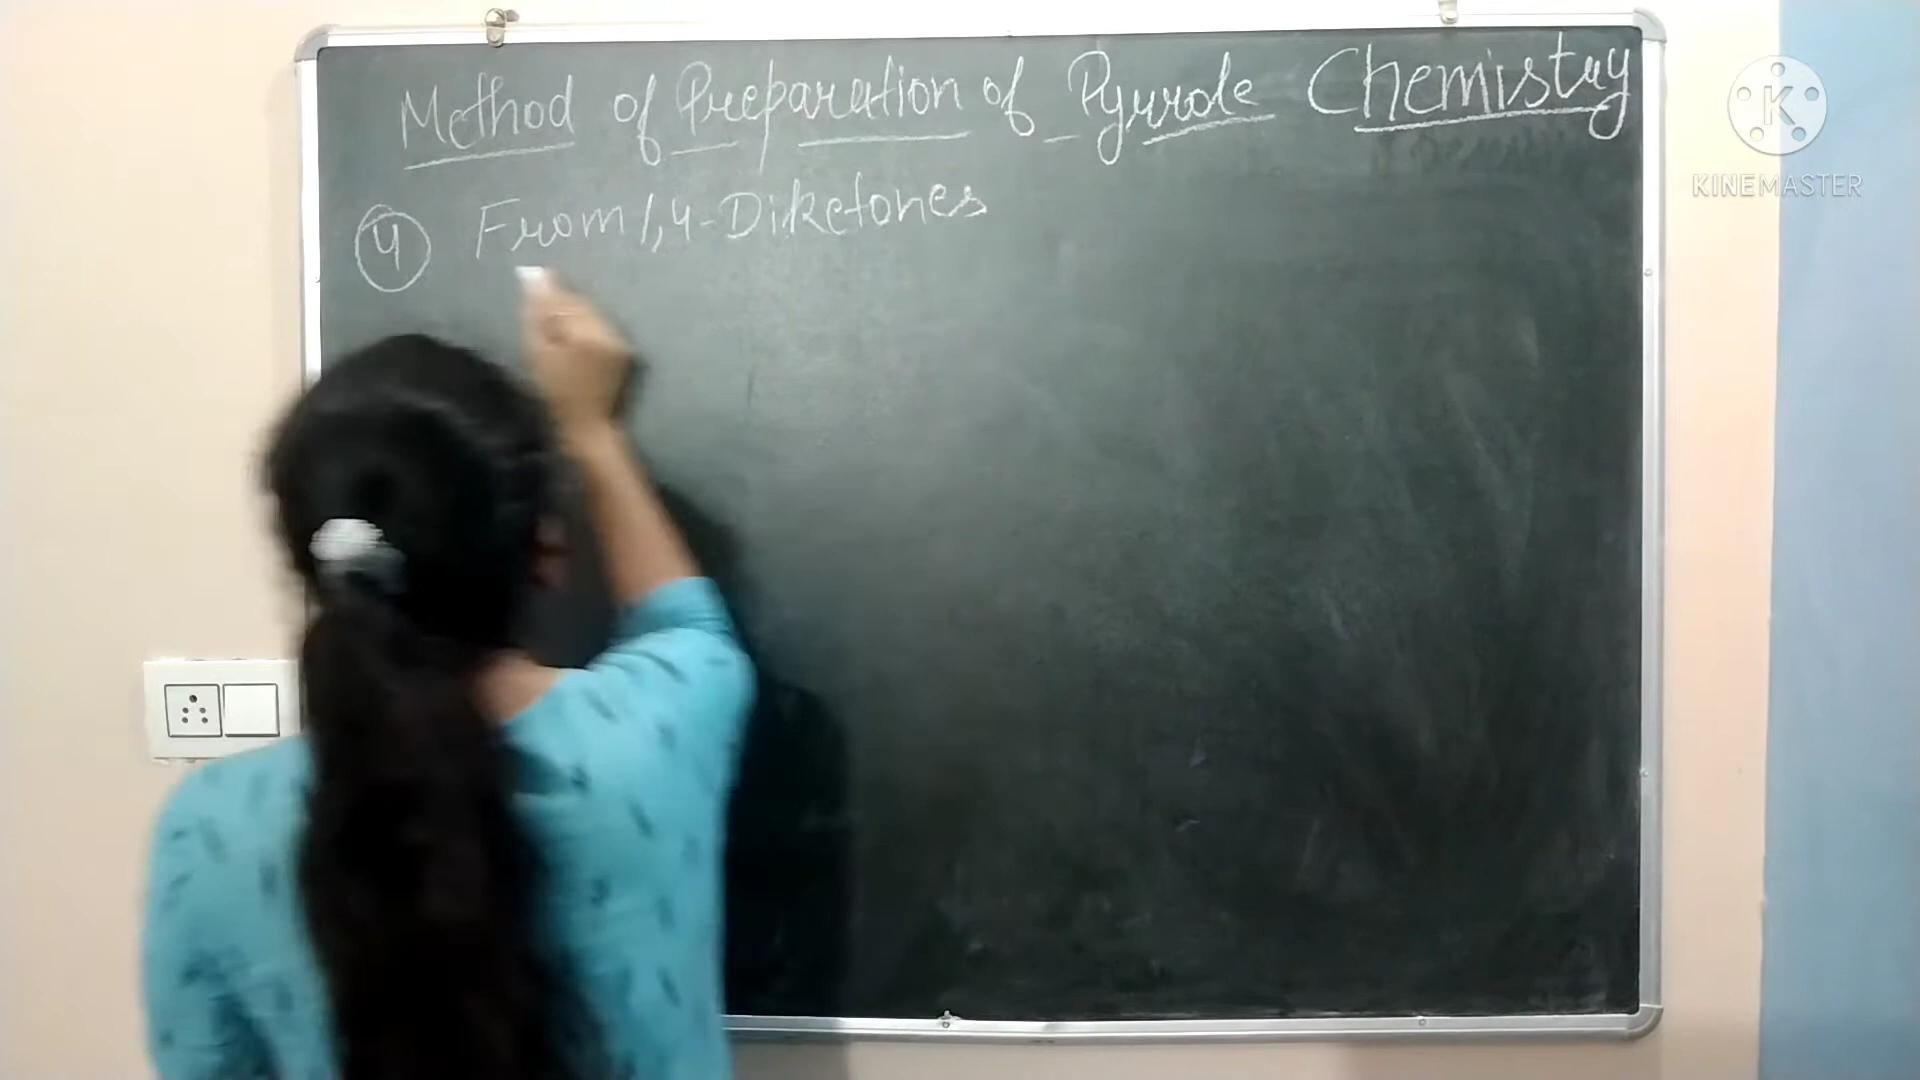 Method of Preparation of Pyrrole Chemistry
4 From 1,4-Diketones
K
KINEMASTER